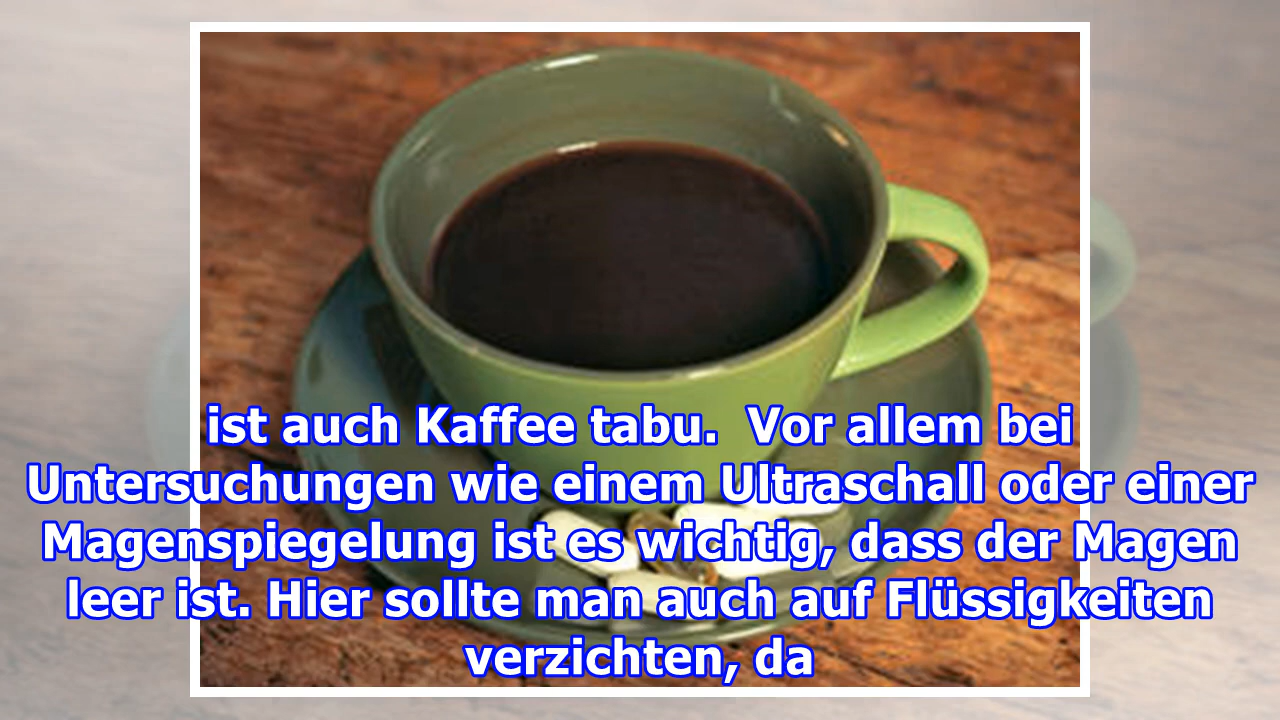 ist auch Kaffee tabu.  Vor allem bei
Untersuchungen wie einem Ultraschall oder einer
Magenspiegelung ist es wichtig, dass der Magen
leer ist. Hier sollte man auch auf Flüssigkeiten
verzichten, da